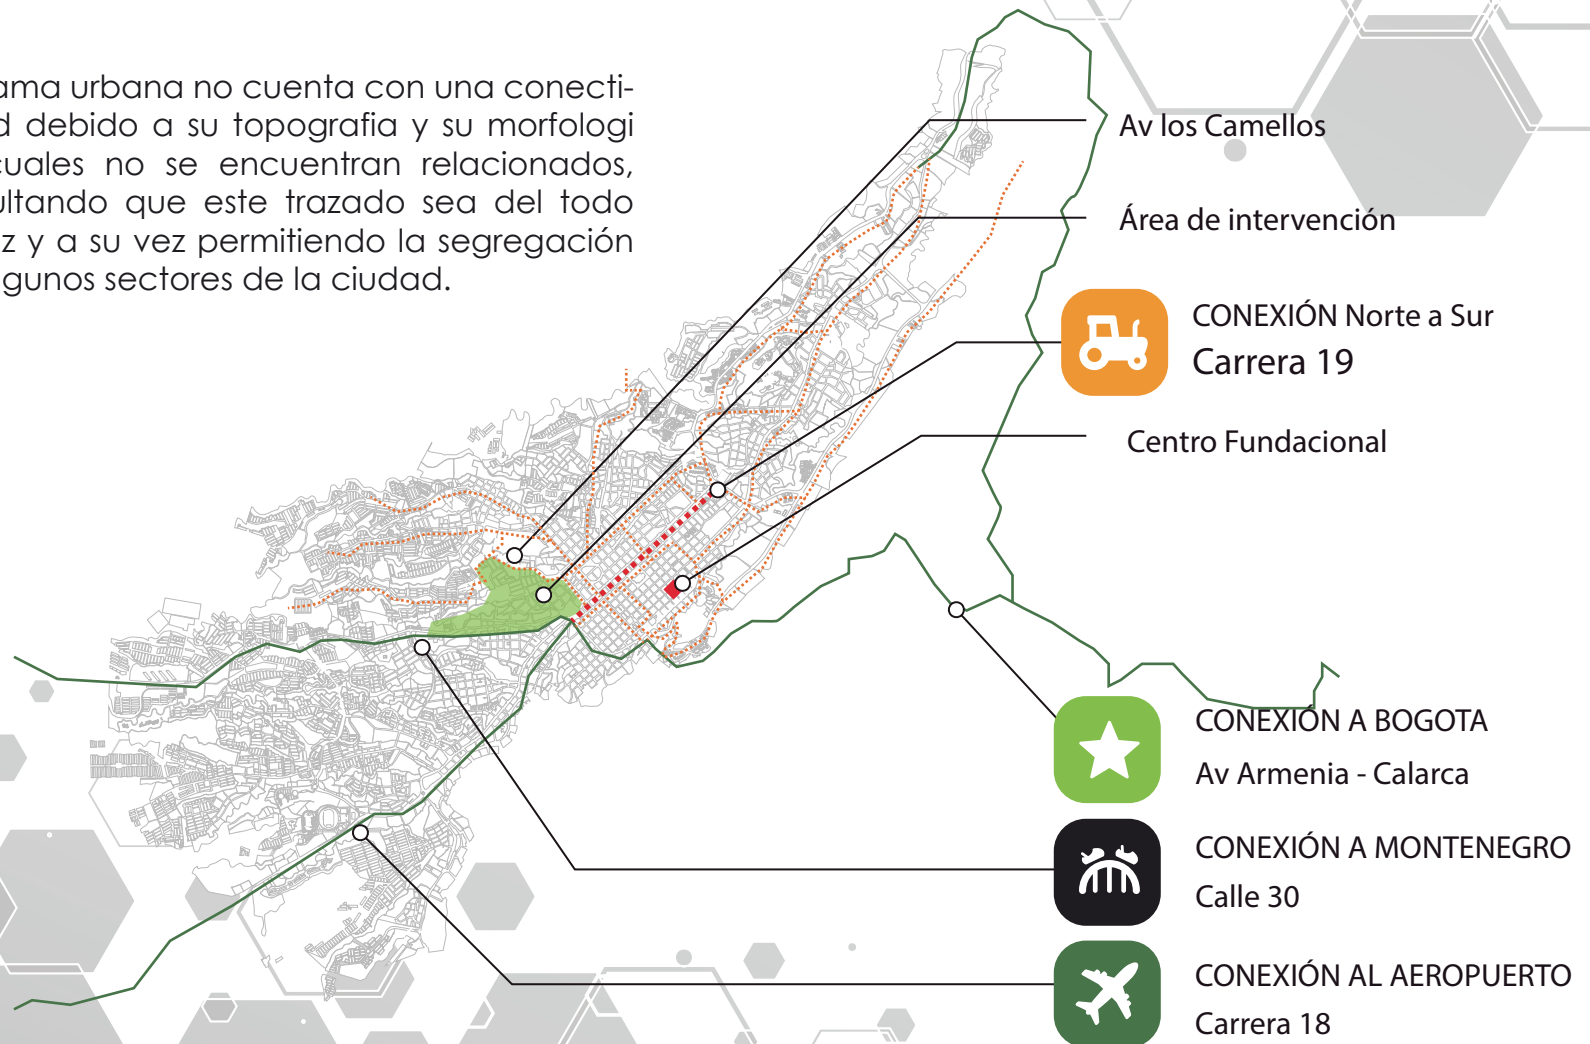 ama urbana no cuenta con una conecti-
d debido a su topografia y su morfologi
cuales no se encuentran relacionados,
ultando que este trazado sea del todo
z y a su vez permitiendo la segregación
gunos sectores de la ciudad.
Av los Camellos
Área de intervención
CONEXIÓN Norte a Sur
Carrera 19
Centro Fundacional
CONEXIÓN A BOGOTA
Av Armenia - Calarca
CONEXIÓN A MONTENEGRO
Calle 30
CONEXIÓN AL AEROPUERTO
Carrera 18